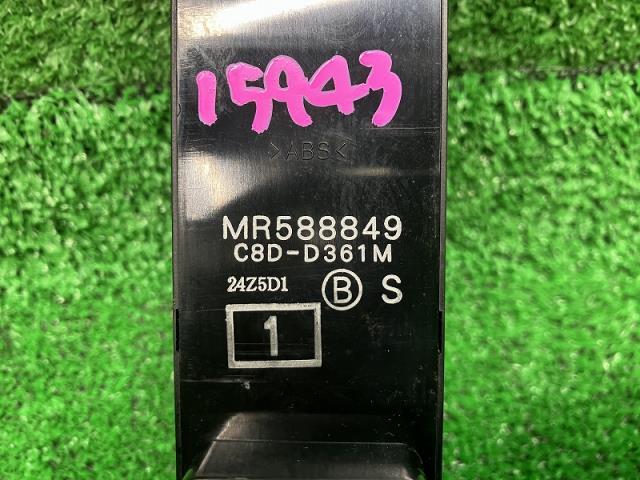 15943
>ABS<
MR588849
C8D-D361M
24Z5D1 B S
1